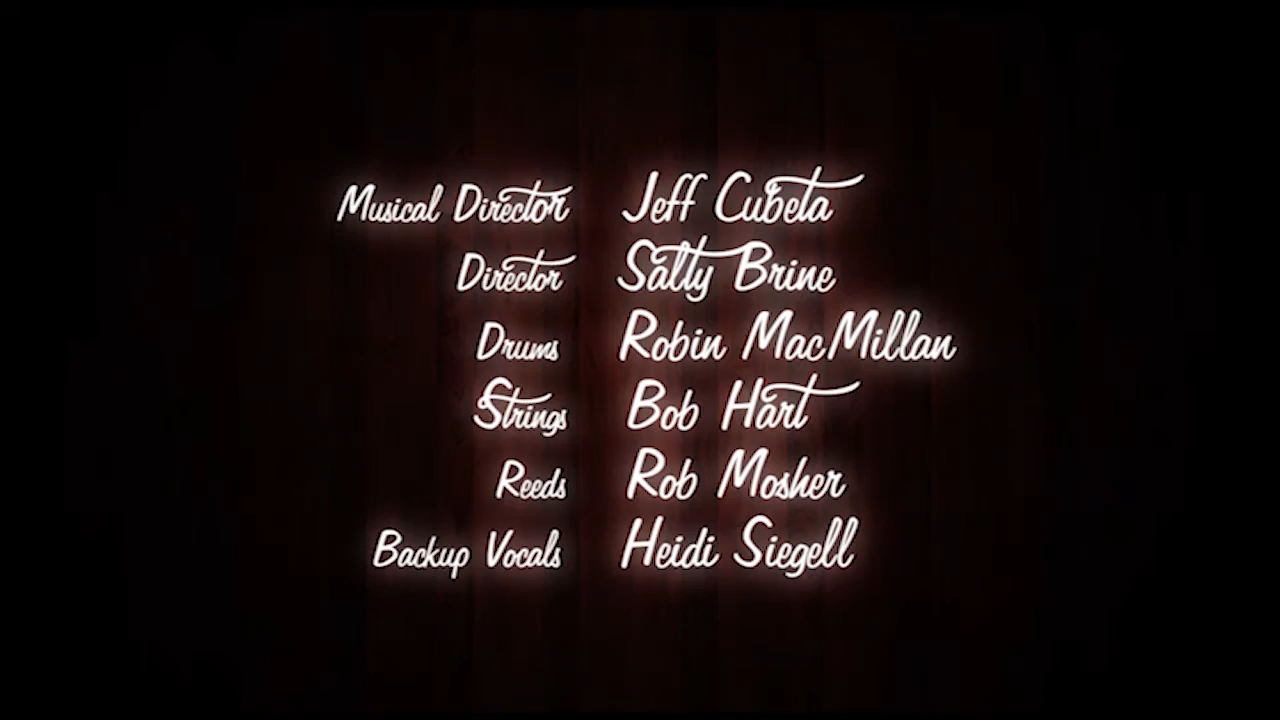 Musical Director Jeff Cubeta
Director Salty Brine
Drums Robin MacMillan
Strings Bob Hart
Reeds Rob Mosher
Backup Vocals Heidi Siegell